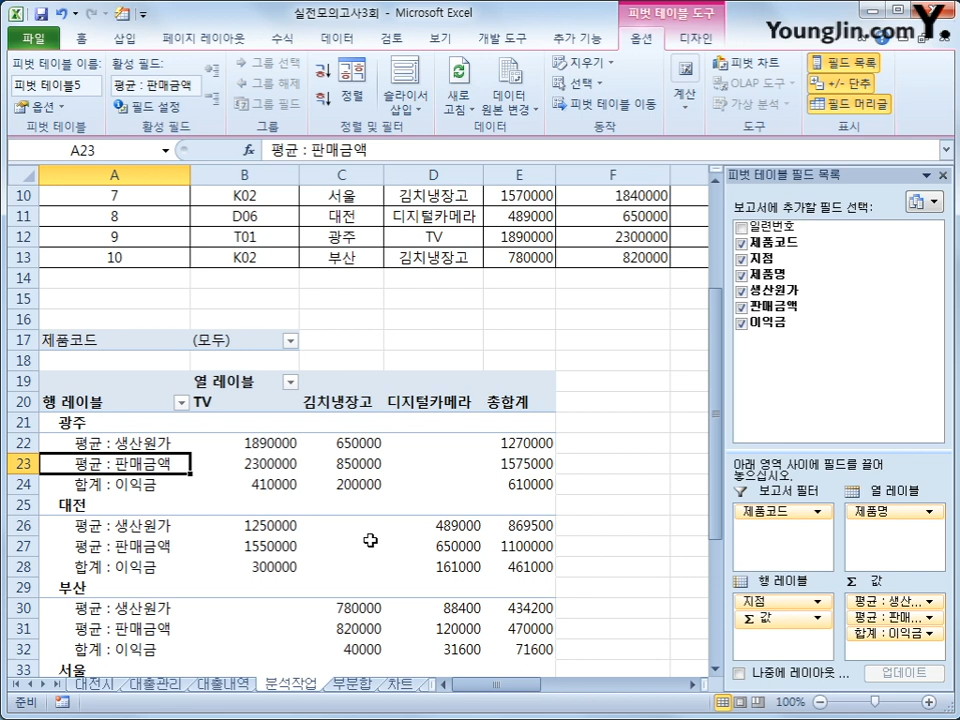 실전모의고사3회 - Microsoft Excel
피벗 테이블 도구
Younglin.com
Y.
파일 홈 삽입 페이지 레이아웃 수식 데이터 검토 보기 개발 도구 추가 기능 옵션 디자인
피벗 테이블 이름:
피벗 테이블5
옵션
피벗 테이블
활성 필드:
평균 : 판매금액
필드 설정
활성 필드
그룹 선택
그룹 해제
그룹 필드
그룹
정렬
슬라이서
삽입
정렬 및 필터
새로
고침
데이터
원본 변경
데이터
지우기
선택
피벗 테이블 이동
동작
계산
피벗 차트
OLAP 도구
가상 분석
도구
필드 목록
+/- 단추
필드 머리글
표시
A23 fx 평균 : 판매금액
A B C D E F
10 7 K02 서울 김치냉장고 1570000 1840000
11 8 D06 대전 디지털카메라 489000 650000
12 9 T01 광주 TV 1890000 2300000
13 10 K02 부산 김치냉장고 780000 820000
14
15
16
17 제품코드 (모두)
18
19 열 레이블
20 행 레이블 TV 김치냉장고 디지털카메라 총합계
21 광주
22 평균 : 생산원가 1890000 650000 1270000
23 평균 : 판매금액 2300000 850000 1575000
24 합계 : 이익금 410000 200000 610000
25 대전
26 평균 : 생산원가 1250000 489000 869500
27 평균 : 판매금액 1550000 650000 1100000
28 합계 : 이익금 300000 161000 461000
29 부산
30 평균 : 생산원가 780000 88400 434200
31 평균 : 판매금액 820000 120000 470000
32 합계 : 이익금 40000 31600 71600
33 서울
대전시 대출관리 대출내역 분석작업 부분합 차트
준비 100%
피벗 테이블 필드 목록
보고서에 추가할 필드 선택:
일련번호
제품코드
지점
제품명
생산원가
판매금액
이익금
아래 영역 사이에 필드를 끌어
놓으십시오.
보고서 필터
제품코드
열 레이블
제품명
행 레이블
지점
Σ 값
Σ 값
평균 : 생산...
평균 : 판매...
합계 : 이익금
나중에 레이아웃 ... 업데이트